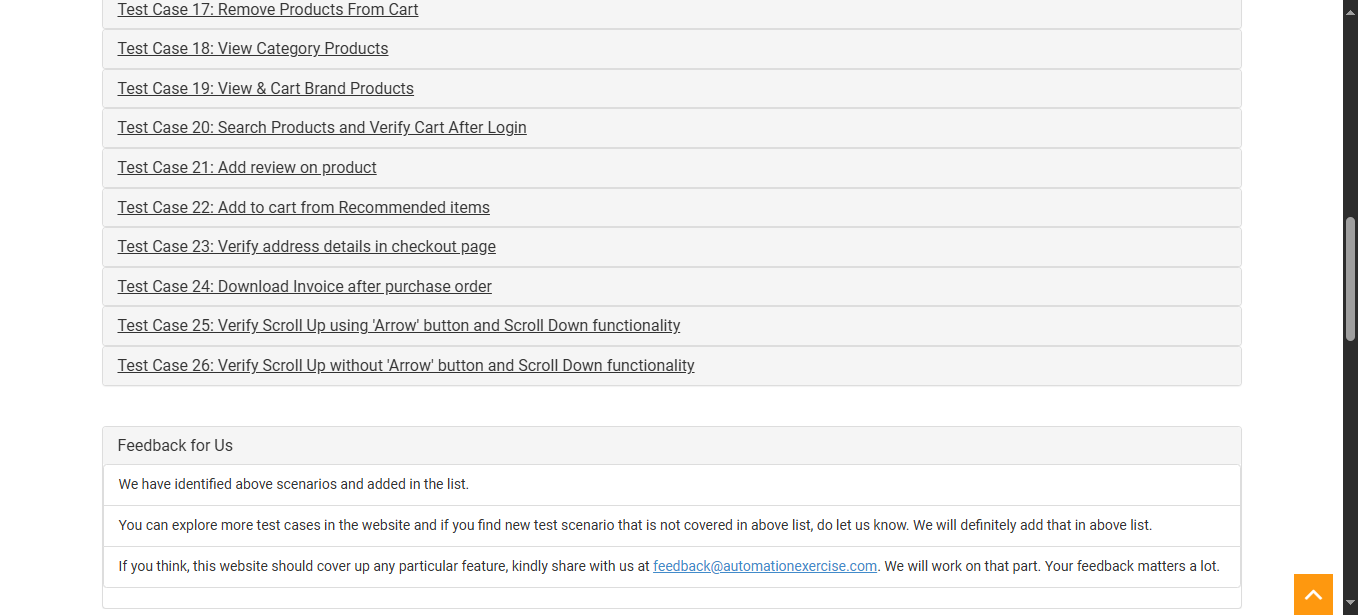 Test Case 17: Remove Products From Cart
Test Case 18: View Category Products
Test Case 19: View & Cart Brand Products
Test Case 20: Search Products and Verify Cart After Login
Test Case 21: Add review on product
Test Case 22: Add to cart from Recommended items
Test Case 23: Verify address details in checkout page
Test Case 24: Download Invoice after purchase order
Test Case 25: Verify Scroll Up using 'Arrow' button and Scroll Down functionality
Test Case 26: Verify Scroll Up without 'Arrow' button and Scroll Down functionality
Feedback for Us
We have identified above scenarios and added in the list.
You can explore more test cases in the website and if you find new test scenario that is not covered in above list, do let us know. We will definitely add that in above list.
If you think, this website should cover up any particular feature, kindly share with us at feedback@automationexercise.com. We will work on that part. Your feedback matters a lot.